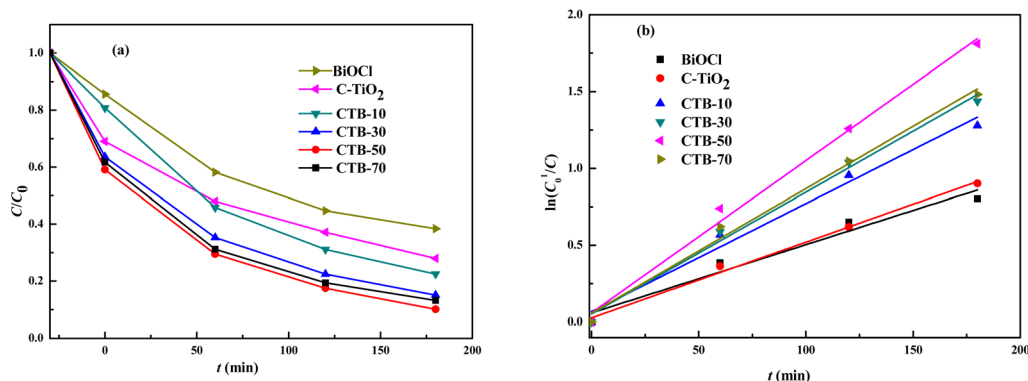 (a)
BiOCl
C-TiO2
CTB-10
CTB-30
CTB-50
CTB-70
C/C0
1.0
0.8
0.6
0.4
0.2
0.0
0
50
100
150
200
t (min)
(b)
BiOCl
C-TiO2
CTB-10
CTB-30
CTB-50
CTB-70
ln(C0^1/C)
2.0
1.5
1.0
0.5
0.0
0
50
100
150
200
t (min)